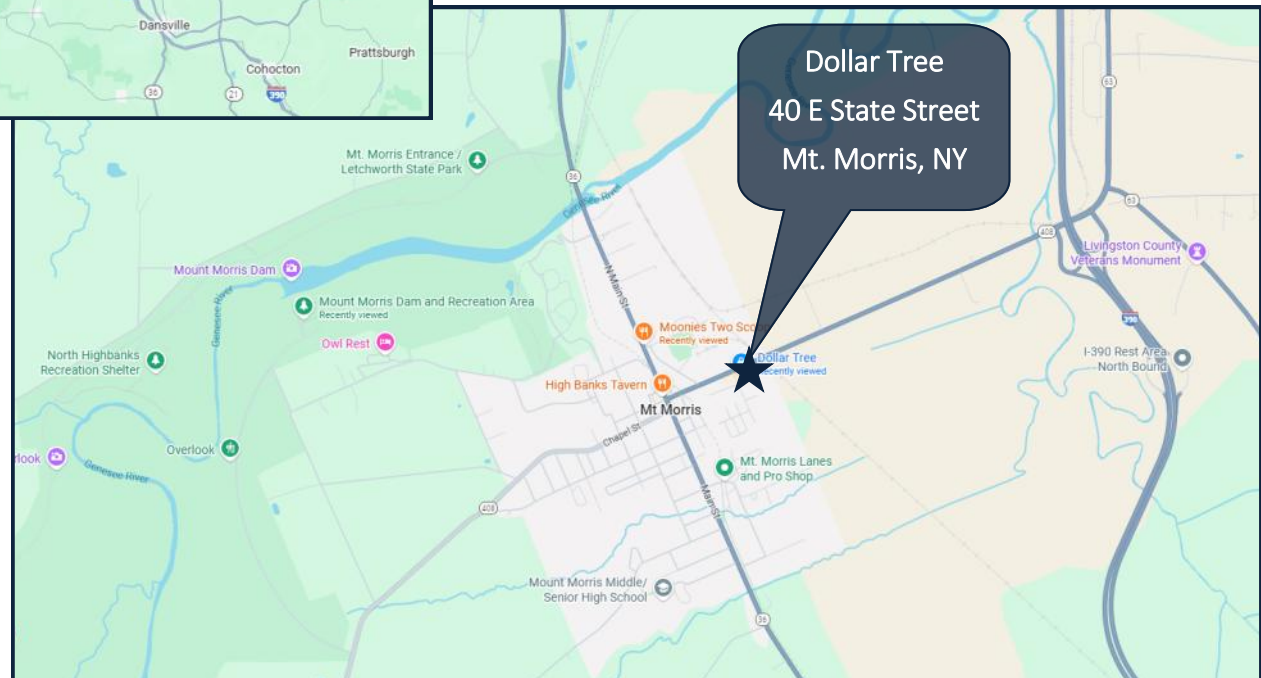 Dansville
Prattsburgh
Cohocton
36
21
390
Dollar Tree
40 E State Street
Mt. Morris, NY
63
Mt. Morris Entrance /
Letchworth State Park
36
Genesee River
63
408
Livingston County
Veterans Monument
Mount Morris Dam
N Main St
Genesee River
Mount Morris Dam and Recreation Area
Recently viewed
390
Moonies Two Scoo
Recently viewed
Owl Rest
North Highbanks
Recreation Shelter
I-390 Rest Area
North Bound
Dollar Tree
ecently viewed
High Banks Tavern
Mt Morris
Chapel St
Overlook
rlook
Genesee River
Mt. Morris Lanes
and Pro Shop
Main St
408
Mount Morris Middle/
Senior High School
36